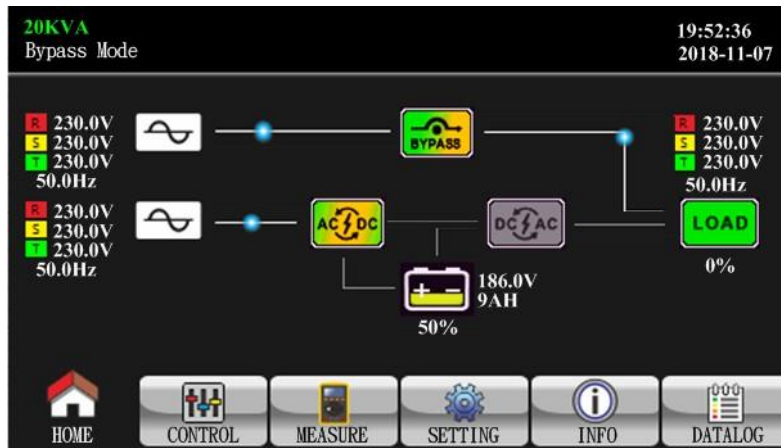 20KVA
Bypass Mode
19:52:36
2018-11-07
R 230.0V
S 230.0V
T 230.0V
50.0Hz
BYPASS
R 230.0V
S 230.0V
T 230.0V
50.0Hz
R 230.0V
S 230.0V
T 230.0V
50.0Hz
AC DC
DC AC
LOAD
0%
+ −
186.0V
9AH
50%
HOME
CONTROL
MEASURE
SETTING
INFO
DATALOG